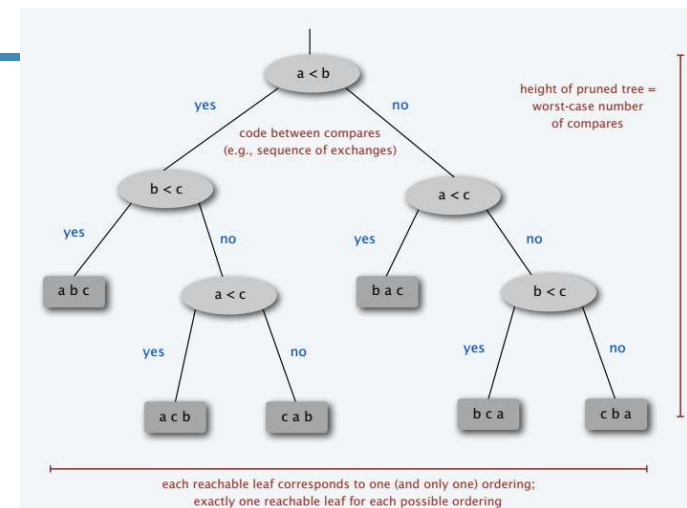 a < b
yes
no
height of pruned tree =
worst-case number
of compares
code between compares
(e.g., sequence of exchanges)
b < c
a < c
yes
no
yes
no
a b c
a < c
b a c
b < c
yes
no
yes
no
a c b
c a b
b c a
c b a
each reachable leaf corresponds to one (and only one) ordering;
exactly one reachable leaf for each possible ordering